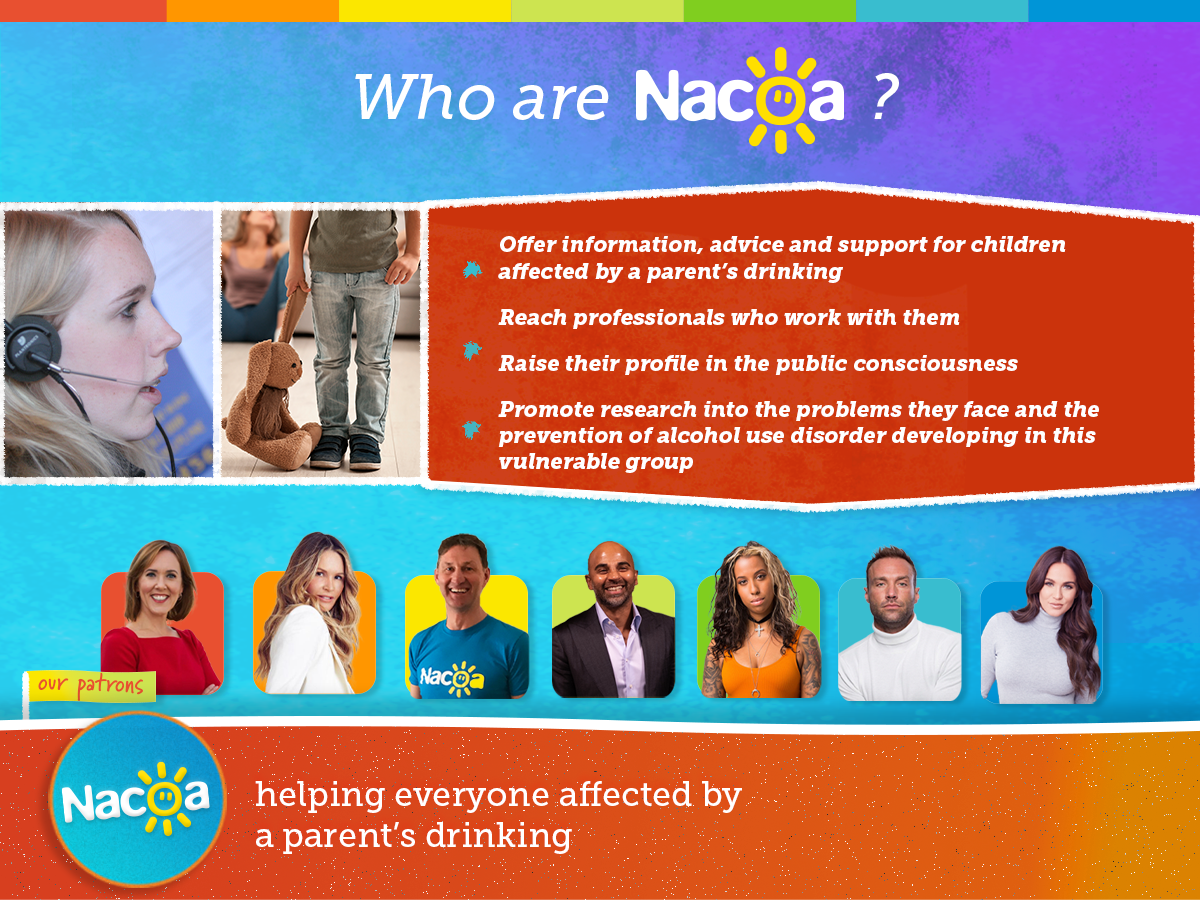 Who are Nacoa ?
Offer information, advice and support for children
affected by a parent's drinking
Reach professionals who work with them
Raise their profile in the public consciousness
Promote research into the problems they face and the
prevention of alcohol use disorder developing in this
vulnerable group
Nacoa
our patrons
Nacoa
helping everyone affected by
a parent's drinking